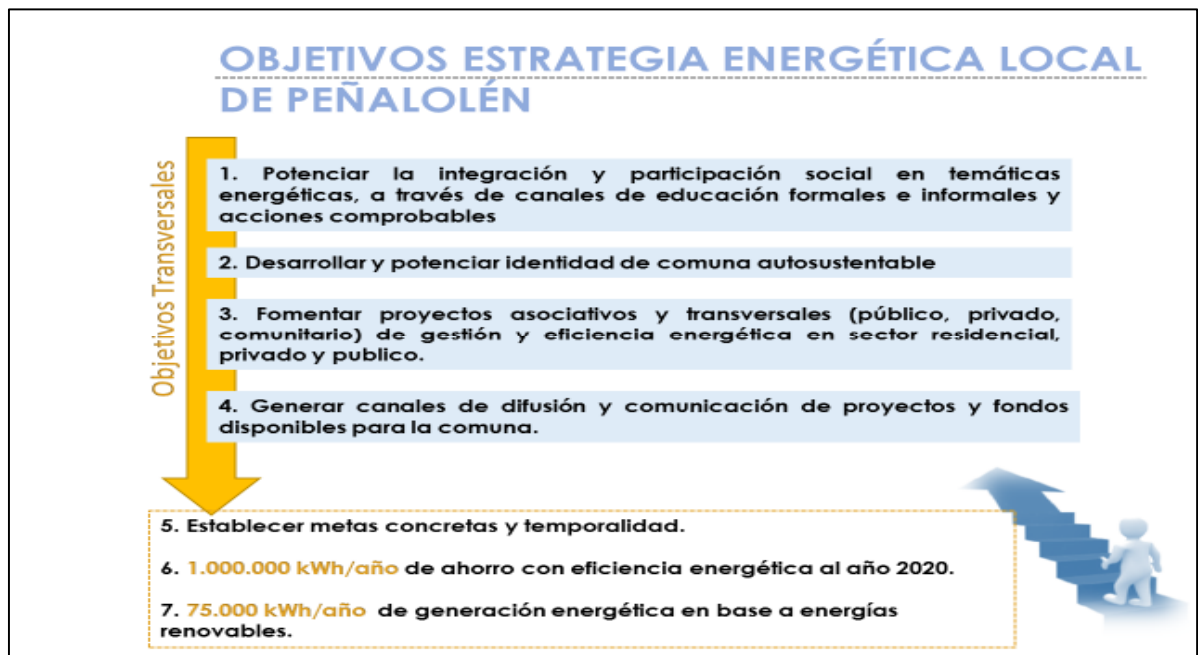 OBJETIVOS ESTRATEGIA ENERGÉTICA LOCAL
DE PEÑALOLÉN
Objetivos Transversales
1. Potenciar la integración y participación social en temáticas
energéticas, a través de canales de educación formales e informales y
acciones comprobables
2. Desarrollar y potenciar identidad de comuna autosustentable
3. Fomentar proyectos asociativos y transversales (público, privado,
comunitario) de gestión y eficiencia energética en sector residencial,
privado y publico.
4. Generar canales de difusión y comunicación de proyectos y fondos
disponibles para la comuna.
5. Establecer metas concretas y temporalidad.
6. 1.000.000 kWh/año de ahorro con eficiencia energética al año 2020.
7. 75.000 kWh/año de generación energética en base a energías
renovables.